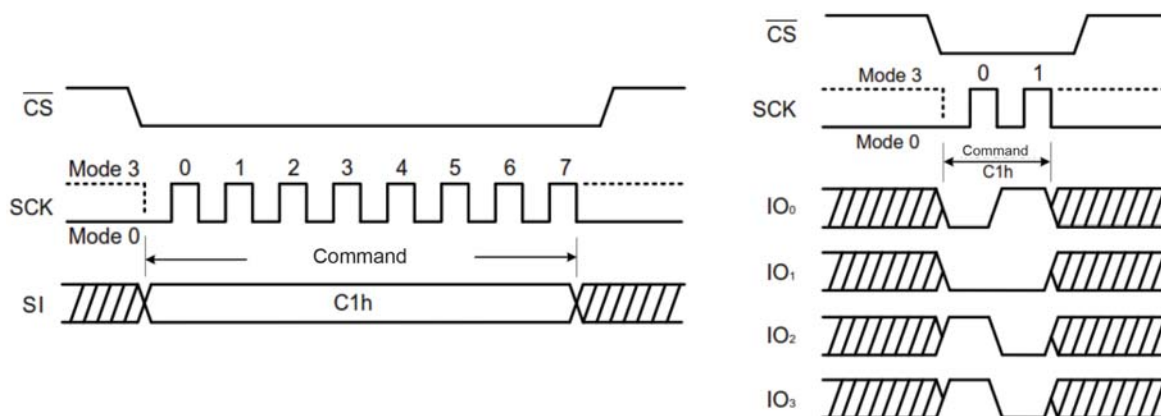 CS
Mode 3
0 1 2 3 4 5 6 7
SCK
Mode 0
Command
SI
C1h
CS
Mode 3
0 1
SCK
Mode 0
Command
C1h
IO₀
IO₁
IO₂
IO₃